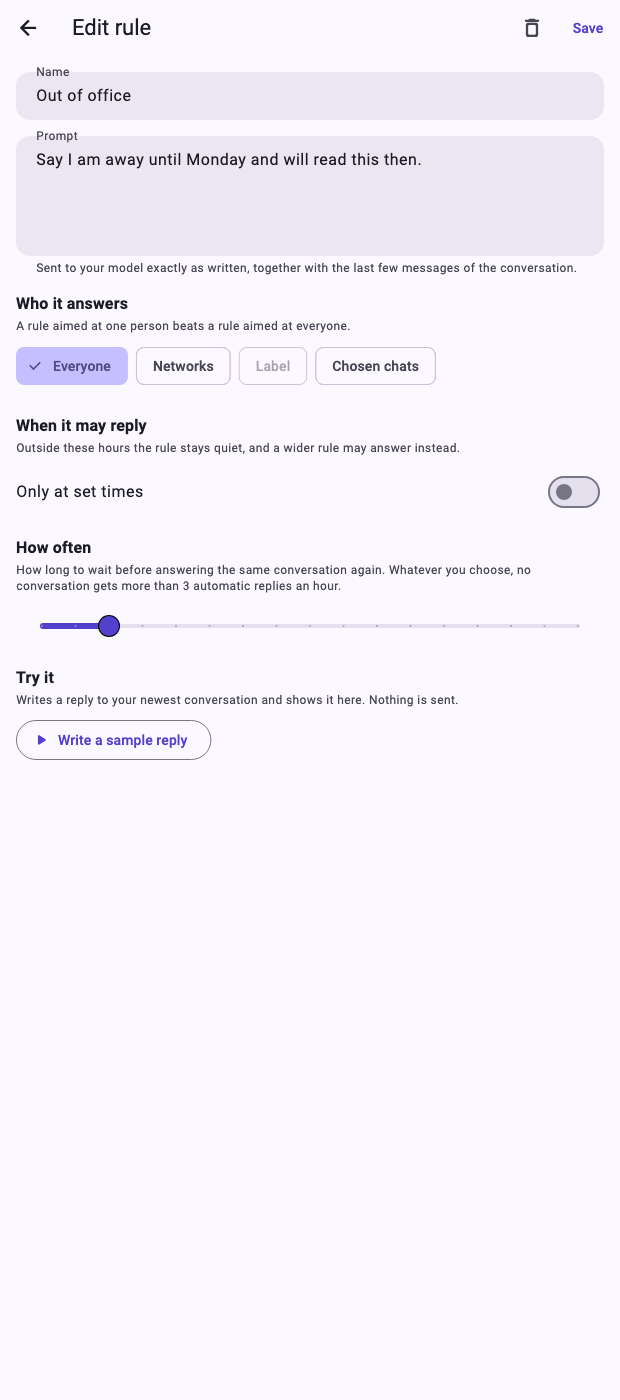 Edit rule
Save
Name
Out of office
Prompt
Say I am away until Monday and will read this then.
Sent to your model exactly as written, together with the last few messages of the conversation.
Who it answers
A rule aimed at one person beats a rule aimed at everyone.
Everyone
Networks
Label
Chosen chats
When it may reply
Outside these hours the rule stays quiet, and a wider rule may answer instead.
Only at set times
How often
How long to wait before answering the same conversation again. Whatever you choose, no
conversation gets more than 3 automatic replies an hour.
Try it
Writes a reply to your newest conversation and shows it here. Nothing is sent.
Write a sample reply